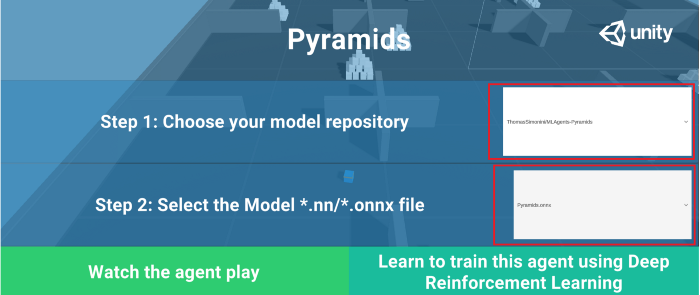 Pyramids
unity
Step 1: Choose your model repository
ThomasSimonini/MLAgents-Pyramids
Step 2: Select the Model *.nn/*.onnx file
Pyramids.onnx
Watch the agent play
Learn to train this agent using Deep
Reinforcement Learning